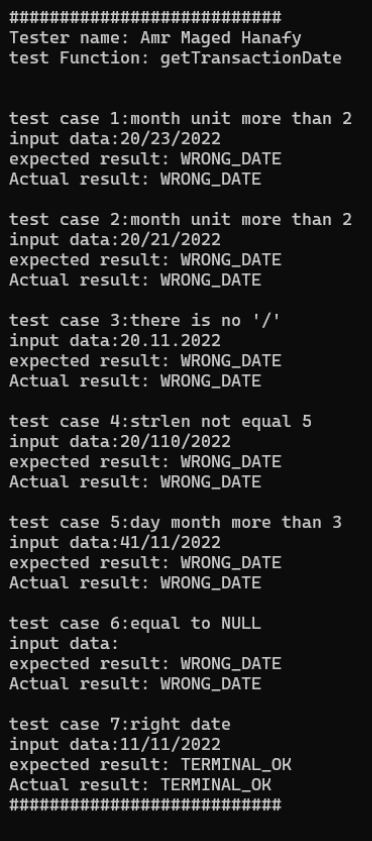 ###########################
Tester name: Amr Maged Hanafy
test Function: getTransactionDate
test case 1:month unit more than 2
input data:20/23/2022
expected result: WRONG_DATE
Actual result: WRONG_DATE
test case 2:month unit more than 2
input data:20/21/2022
expected result: WRONG_DATE
Actual result: WRONG_DATE
test case 3:there is no '/'
input data:20.11.2022
expected result: WRONG_DATE
Actual result: WRONG_DATE
test case 4:strlen not equal 5
input data:20/110/2022
expected result: WRONG_DATE
Actual result: WRONG_DATE
test case 5:day month more than 3
input data:41/11/2022
expected result: WRONG_DATE
Actual result: WRONG_DATE
test case 6:equal to NULL
input data:
expected result: WRONG_DATE
Actual result: WRONG_DATE
test case 7:right date
input data:11/11/2022
expected result: TERMINAL_OK
Actual result: TERMINAL_OK
###########################